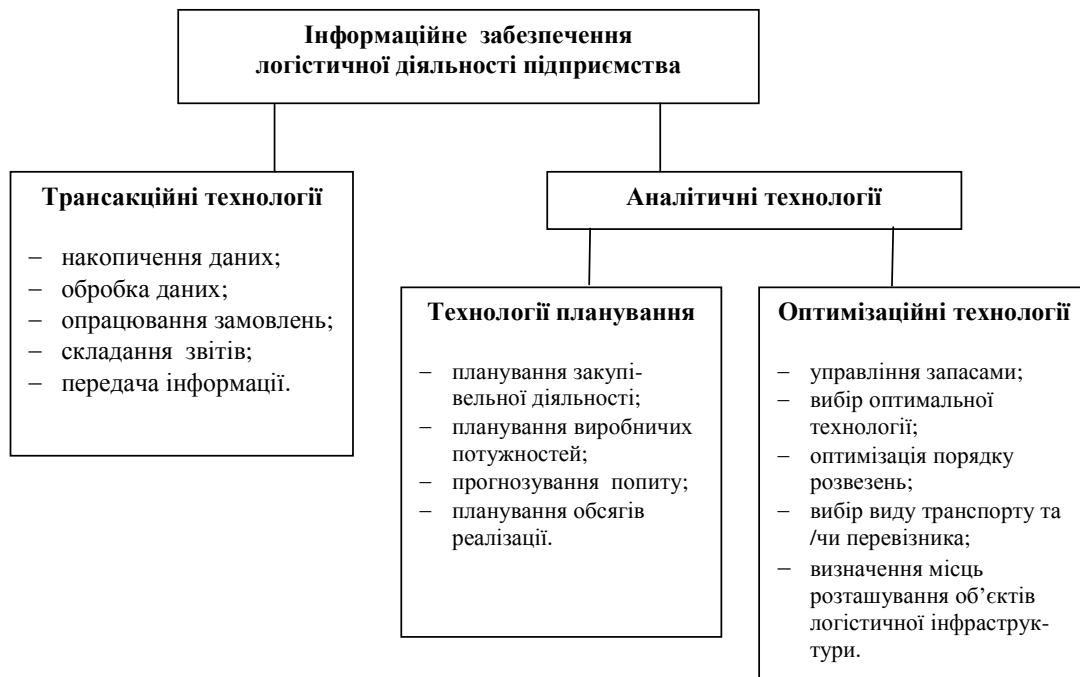 Інформаційне забезпечення
логістичної діяльності підприємства
Трансакційні технології
– накопичення даних;
– обробка даних;
– опрацювання замовлень;
– складання звітів;
– передача інформації.
Аналітичні технології
Технології планування
– планування закупі-
вельної діяльності;
– планування виробничих
потужностей;
– прогнозування попиту;
– планування обсягів
реалізації.
Оптимізаційні технології
– управління запасами;
– вибір оптимальної
технології;
– оптимізація порядку
розвезень;
– вибір виду транспорту та
/чи перевізника;
– визначення місць
розташування об’єктів
логістичної інфраструк-
тури.